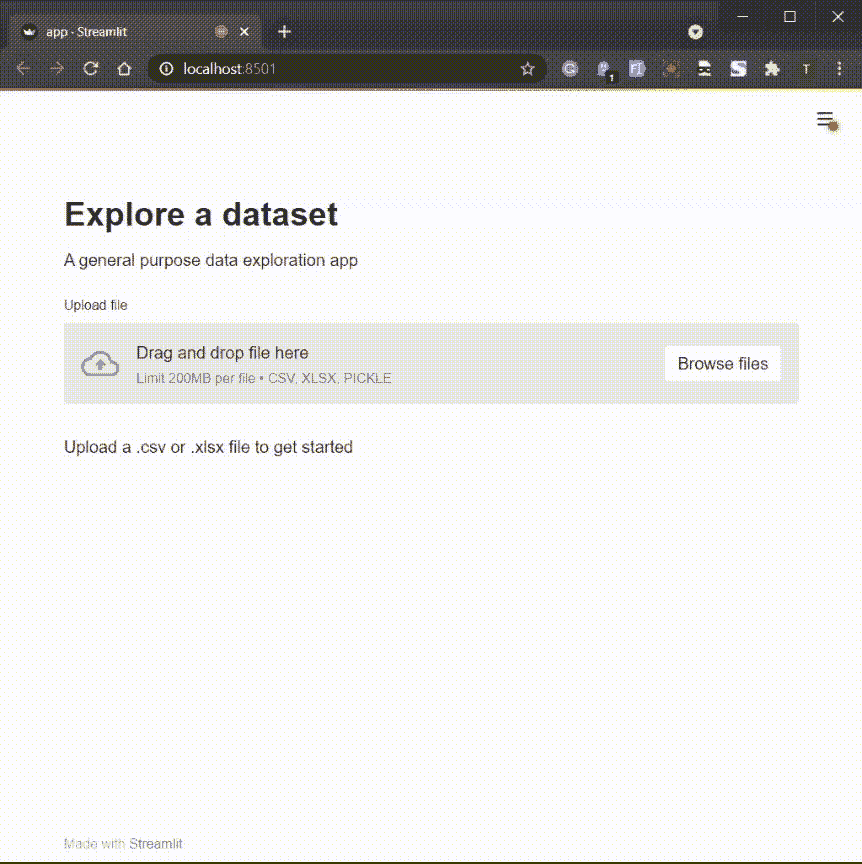 app · Streamlit
localhost:8501
1
T
Explore a dataset
A general purpose data exploration app
Upload file
Drag and drop file here
Limit 200MB per file • CSV, XLSX, PICKLE
Browse files
Upload a .csv or .xlsx file to get started
Made with Streamlit